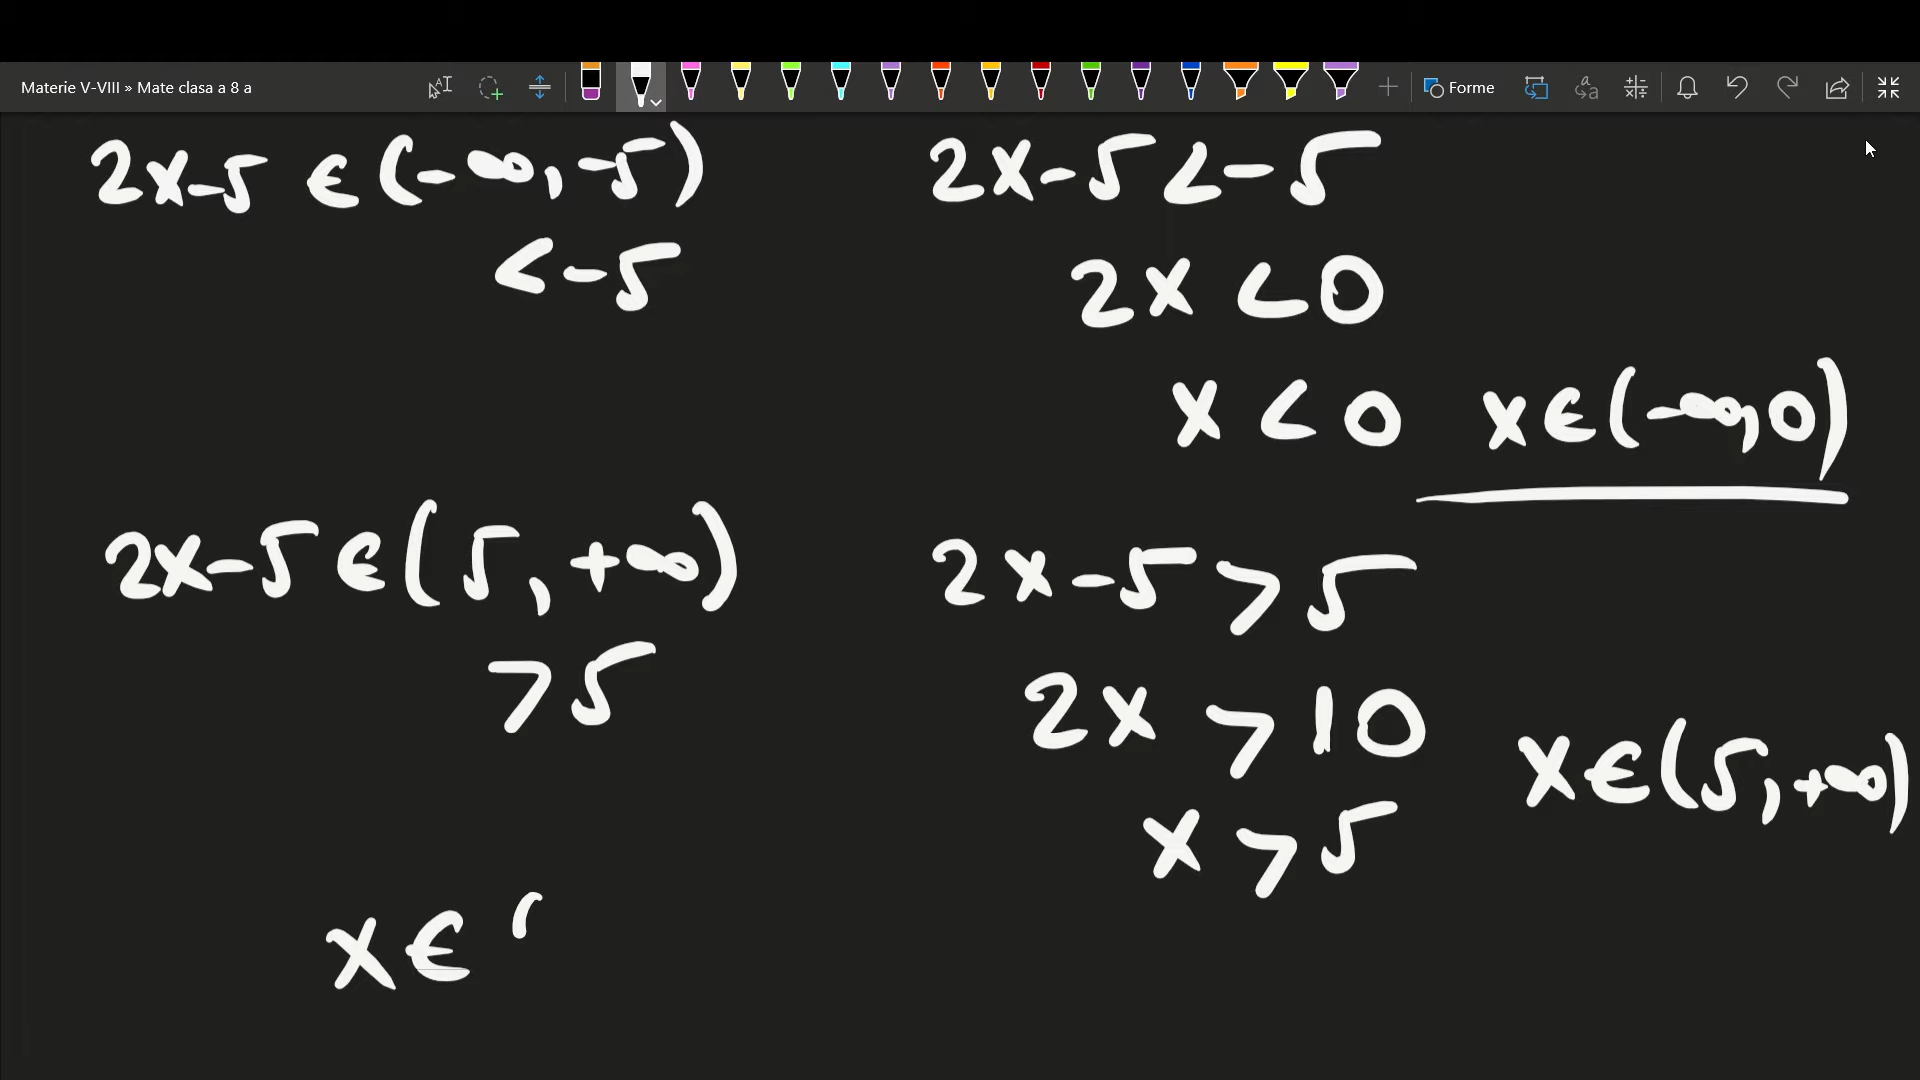 Materie V-VIII » Mate clasa a 8 a
Forme
2x-5 ∈ (-∞, -5)
< -5
2x-5 < -5
2x < 0
x < 0
x ∈ (-∞, 0)
2x-5 ∈ (5, +∞)
> 5
2x-5 > 5
2x > 10
x > 5
x ∈ (5, +∞)
x ∈ (